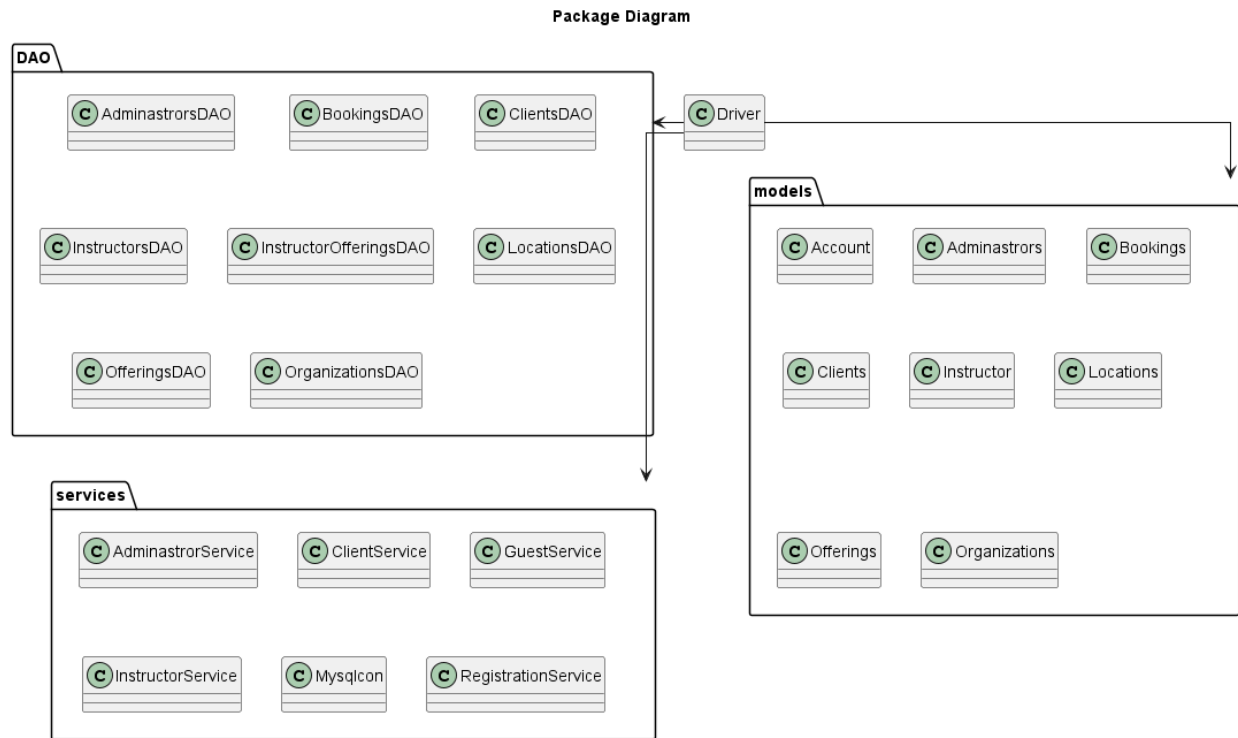 Package Diagram
DAO
C AdminastrorsDAO
C BookingsDAO
C ClientsDAO
C Driver
C InstructorsDAO
C InstructorOfferingsDAO
C LocationsDAO
C OfferingsDAO
C OrganizationsDAO
models
C Account
C Adminastrors
C Bookings
C Clients
C Instructor
C Locations
C Offerings
C Organizations
services
C AdminastrorService
C ClientService
C GuestService
C InstructorService
C Mysqlcon
C RegistrationService